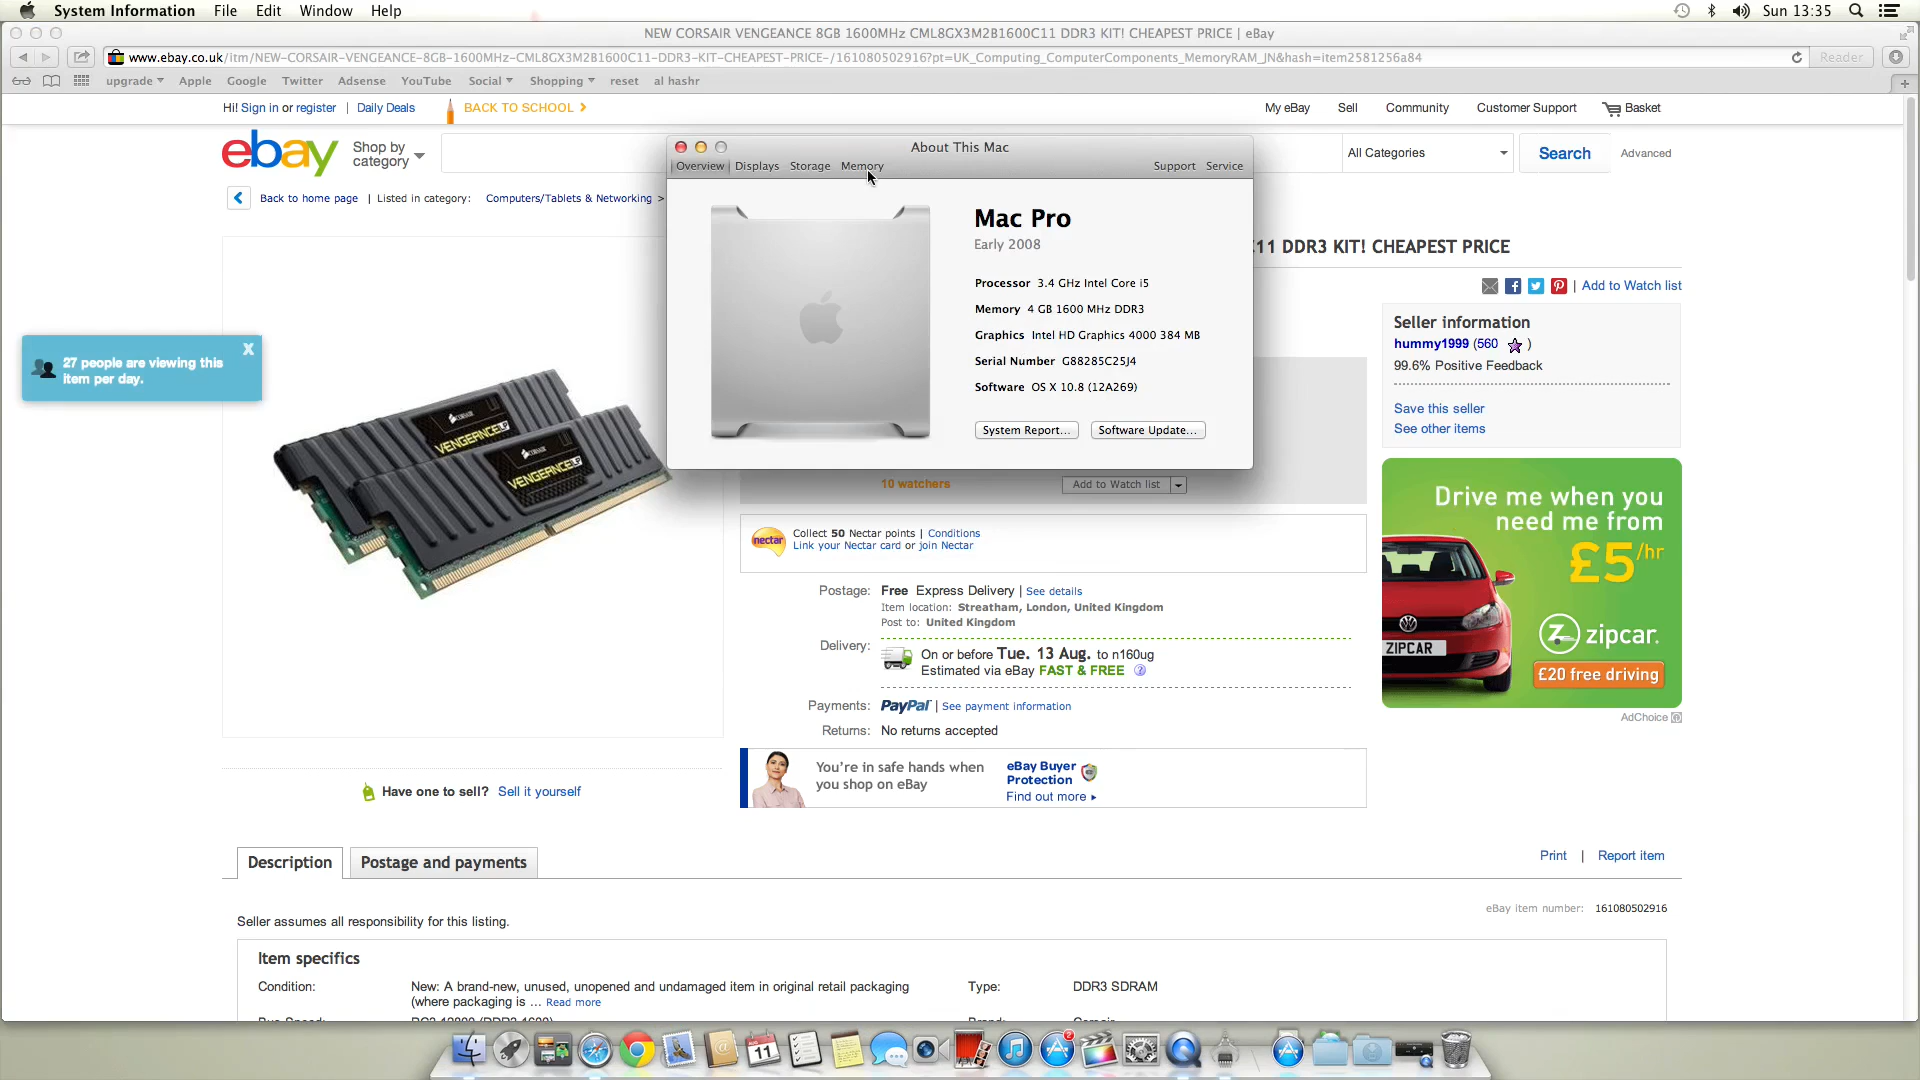 System Information File Edit Window Help
Sun 13:35
NEW CORSAIR VENGEANCE 8GB 1600MHz CML8GX3M2B1600C11 DDR3 KIT! CHEAPEST PRICE | eBay
www.ebay.co.uk/itm/NEW-CORSAIR-VENGEANCE-8GB-1600MHz-CML8GX3M2B1600C11-DDR3-KIT-CHEAPEST-PRICE-/161080502916?pt=UK_Computing_ComputerComponents_MemoryRAM_JN&hash=item2581256a84
Reader
upgrade Apple Google Twitter Adsense YouTube Social Shopping reset al hashr
Hi! Sign in or register | Daily Deals
BACK TO SCHOOL
My eBay Sell Community Customer Support Basket
ebay
Shop by
category
All Categories
Search
Advanced
Back to home page | Listed in category: Computers/Tablets & Networking >
About This Mac
Overview Displays Storage Memory
Support Service
Mac Pro
Early 2008
Processor 3.4 GHz Intel Core i5
Memory 4 GB 1600 MHz DDR3
Graphics Intel HD Graphics 4000 384 MB
Serial Number G88285C25J4
Software OS X 10.8 (12A269)
System Report...
Software Update...
11 DDR3 KIT! CHEAPEST PRICE
| Add to Watch list
27 people are viewing this
item per day.
X
CORSAIR
VENGEANCE LP
CORSAIR
VENGEANCE LP
Seller information
hummy1999 (560 )
99.6% Positive Feedback
Save this seller
See other items
10 watchers
Add to Watch list
nectar
Collect 50 Nectar points | Conditions
Link your Nectar card or join Nectar
Postage: Free Express Delivery | See details
Item location: Streatham, London, United Kingdom
Post to: United Kingdom
Delivery: On or before Tue. 13 Aug. to n160ug
Estimated via eBay FAST & FREE ?
Payments: PayPal | See payment information
Returns: No returns accepted
You're in safe hands when
you shop on eBay
eBay Buyer
Protection
Find out more
Drive me when you
need me from
£5/hr
ZIPCAR
zipcar.
£20 free driving
AdChoice
Have one to sell? Sell it yourself
Description
Postage and payments
Print | Report item
Seller assumes all responsibility for this listing.
eBay item number: 161080502916
Item specifics
Condition: New: A brand-new, unused, unopened and undamaged item in original retail packaging
(where packaging is ... Read more
Type: DDR3 SDRAM
11
2